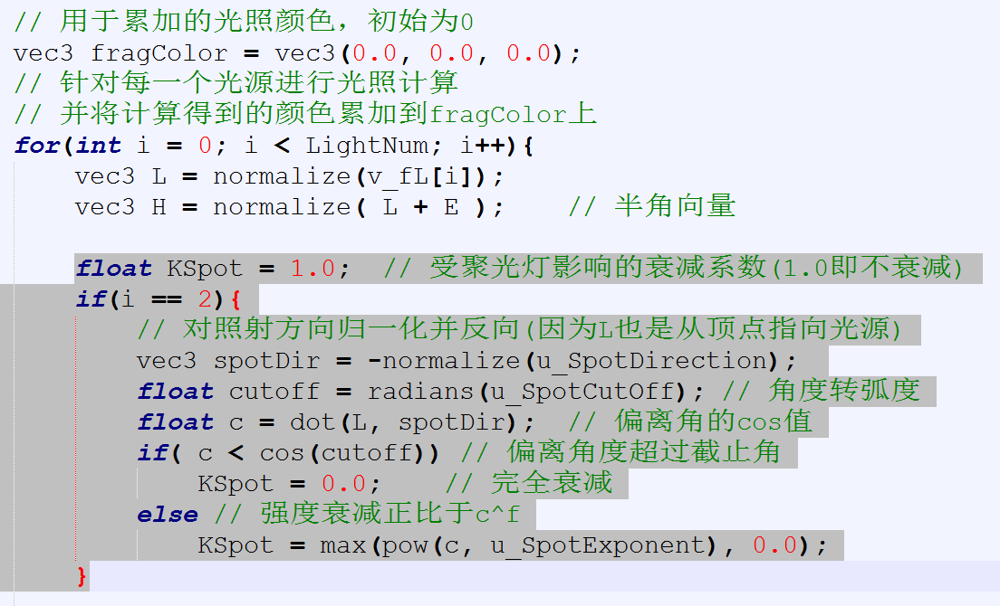 // 用于累加的光照颜色，初始为0
vec3 fragColor = vec3(0.0, 0.0, 0.0);
// 针对每一个光源进行光照计算
// 并将计算得到的颜色累加到fragColor上
for(int i = 0; i < LightNum; i++){
    vec3 L = normalize(v_fL[i]);
    vec3 H = normalize( L + E );    // 半角向量
    float KSpot = 1.0;  // 受聚光灯影响的衰减系数(1.0即不衰减)
    if(i == 2){
        // 对照射方向归一化并反向(因为L也是从顶点指向光源)
        vec3 spotDir = -normalize(u_SpotDirection);
        float cutoff = radians(u_SpotCutOff); // 角度转弧度
        float c = dot(L, spotDir);  // 偏离角的cos值
        if( c < cos(cutoff)) // 偏离角度超过截止角
            KSpot = 0.0;    // 完全衰减
        else // 强度衰减正比于c^f
            KSpot = max(pow(c, u_SpotExponent), 0.0);
    }